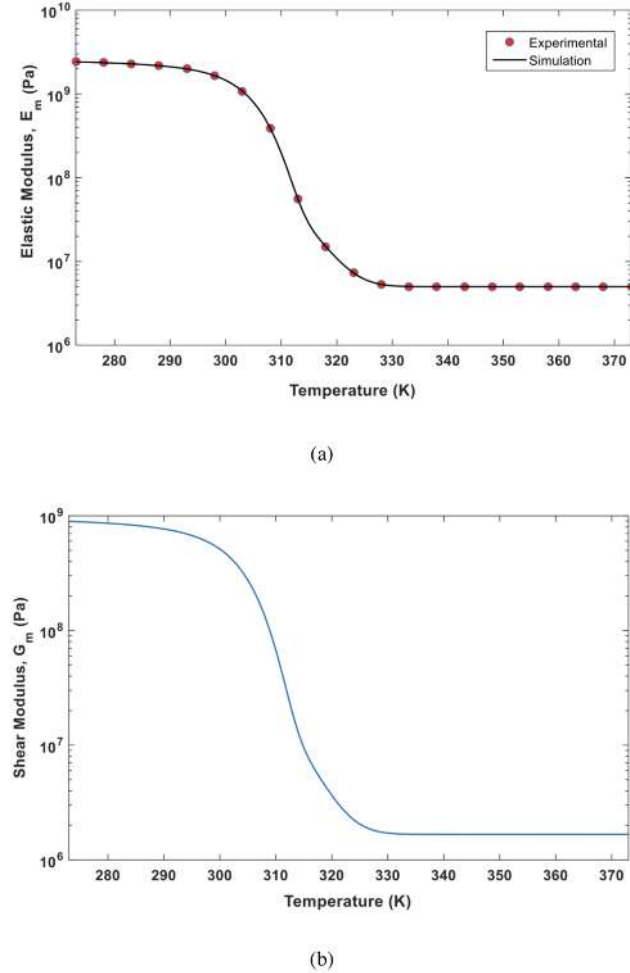 10^10
10^9
10^8
10^7
10^6
Elastic Modulus, E_m (Pa)
Experimental
Simulation
280 290 300 310 320 330 340 350 360 370
Temperature (K)
(a)
10^9
10^8
10^7
10^6
Shear Modulus, G_m (Pa)
280 290 300 310 320 330 340 350 360 370
Temperature (K)
(b)